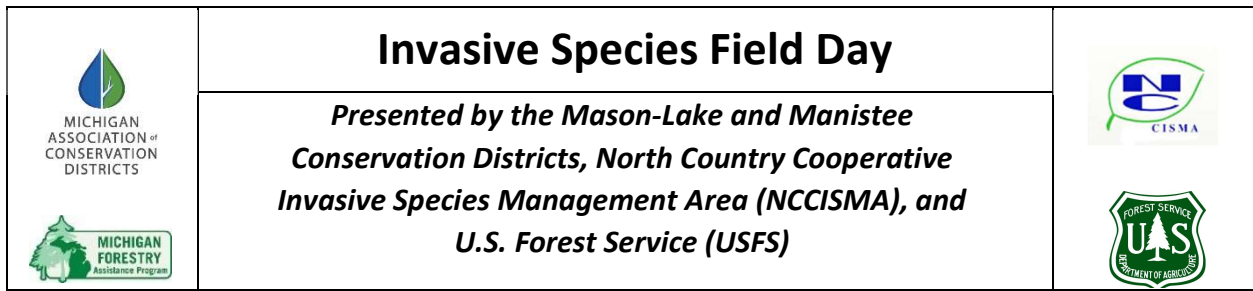 MICHIGAN
ASSOCIATION of
CONSERVATION
DISTRICTS
MICHIGAN
FORESTRY
Assistance Program
Invasive Species Field Day
Presented by the Mason-Lake and Manistee
Conservation Districts, North Country Cooperative
Invasive Species Management Area (NCCISMA), and
U.S. Forest Service (USFS)
NC
CISMA
FOREST SERVICE
U S
DEPARTMENT OF AGRICULTURE